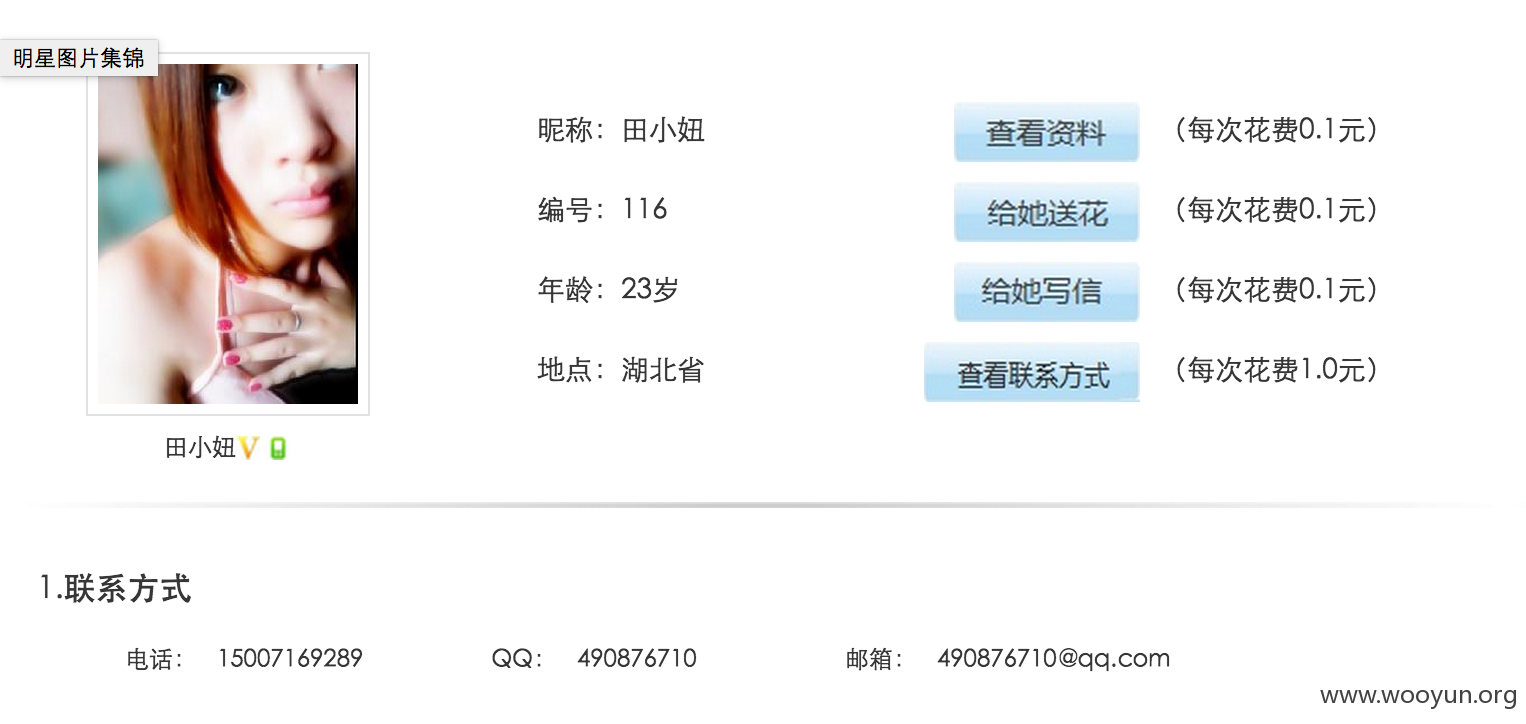 明星图片集锦
昵称：田小妞 查看资料 （每次花费0.1元）
编号：116 给她送花 （每次花费0.1元）
年龄：23岁 给她写信 （每次花费0.1元）
地点：湖北省 查看联系方式 （每次花费1.0元）
田小妞V
1.联系方式
电话： 15007169289 QQ： 490876710 邮箱： 490876710@qq.com
www.wooyun.org